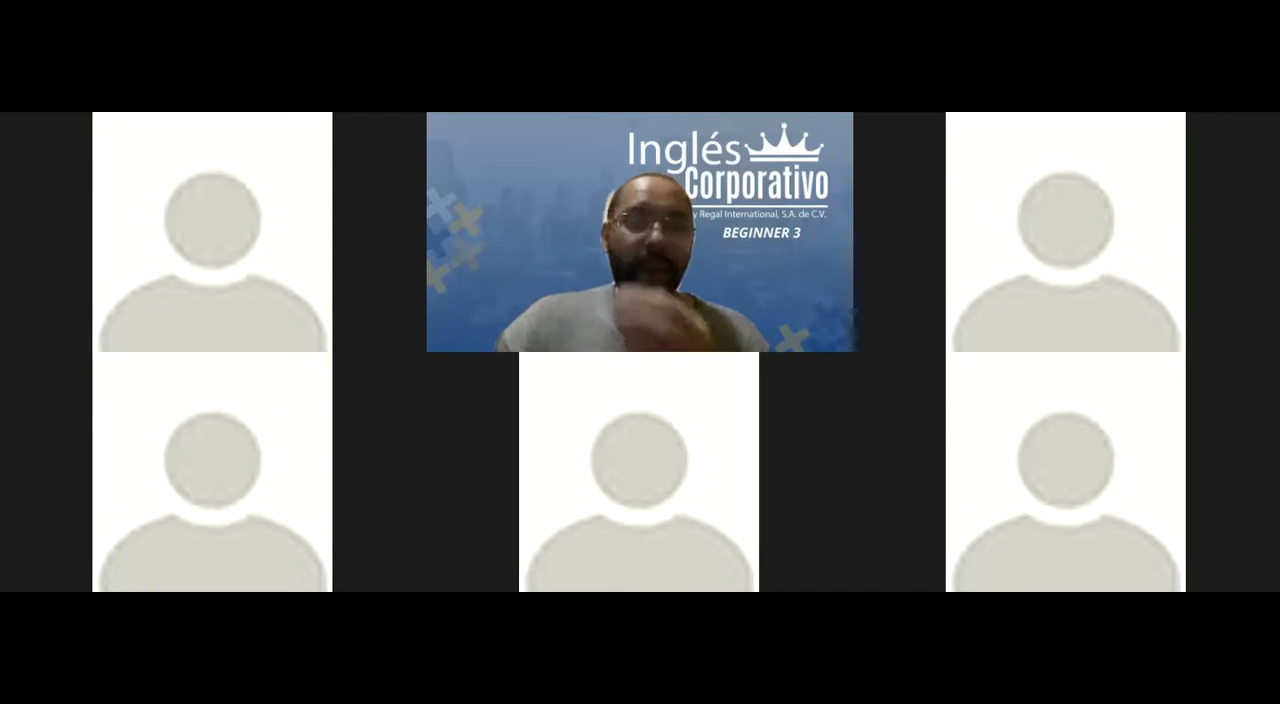 Inglés
Corporativo
y Regal International, S.A. de C.V.
BEGINNER 3